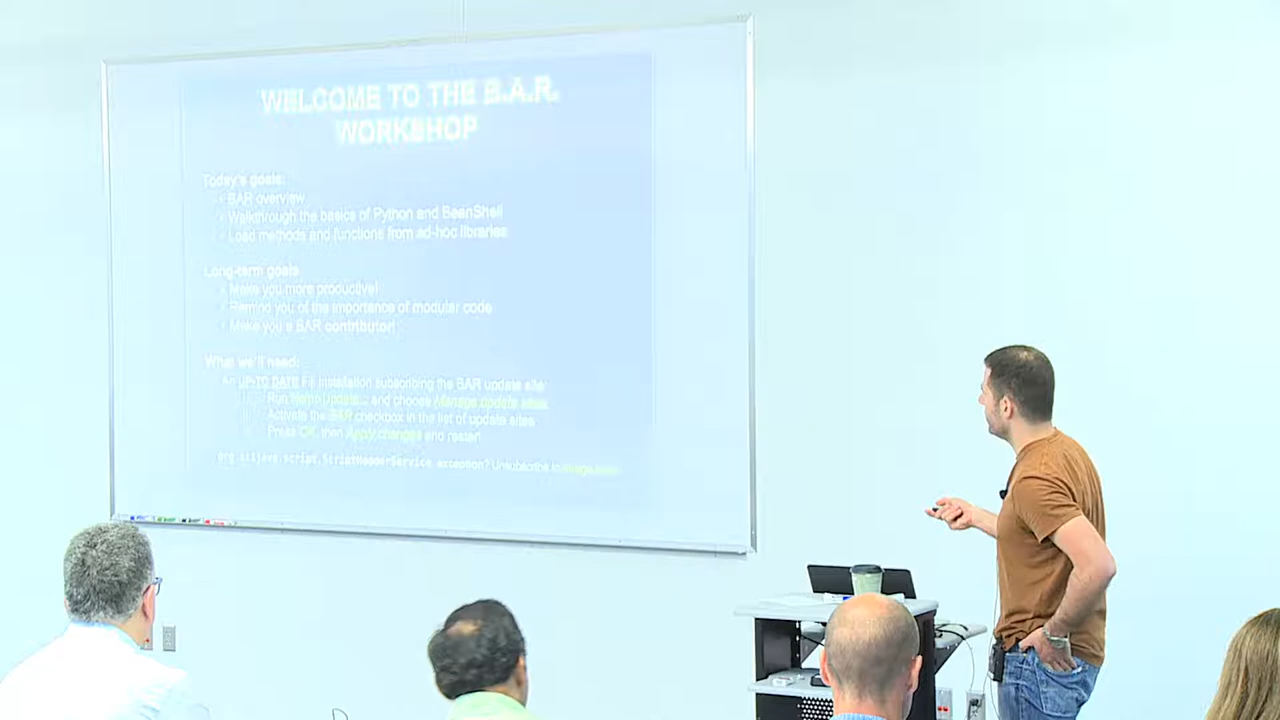 WELCOME TO THE B.A.R.
WORKSHOP
Today's goals:
• BAR overview
• Walkthrough the basics of Python and BeanShell
• Load methods and functions from ad-hoc libraries
Long-term goals
• Make you more productive!
• Remind you of the importance of modular code
• Make you a BAR contributor!
What we'll need:
An UP-TO DATE Fiji installation subscribing the BAR update site
Run Help›Update... and choose Manage update sites
Activate the BAR checkbox in the list of update sites
Press OK, then Apply changes and restart
org.scijava.script.ScriptHeaderService exception? Unsubscribe to